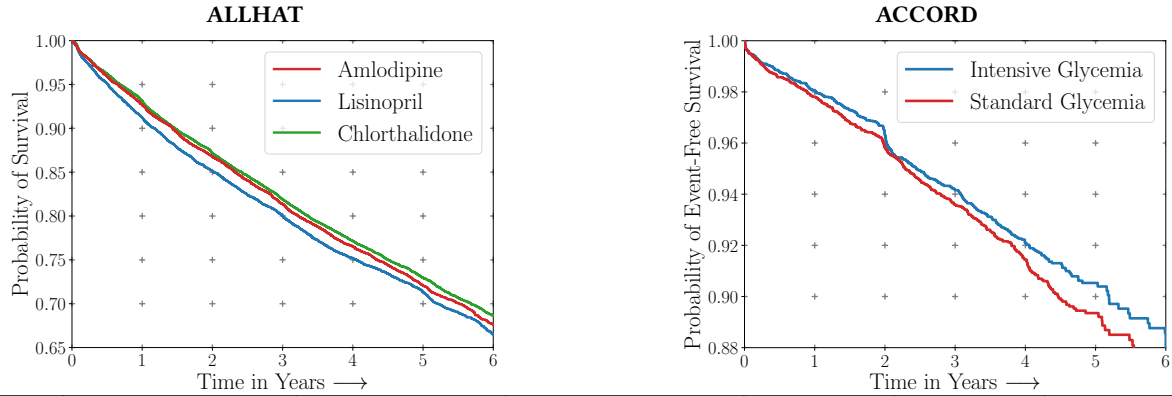 ALLHAT
Probability of Survival
1.00
0.95
0.90
0.85
0.80
0.75
0.70
0.65
Amlodipine
Lisinopril
Chlorthalidone
0 1 2 3 4 5 6
Time in Years ⟶
ACCORD
Probability of Event-Free Survival
1.00
0.98
0.96
0.94
0.92
0.90
0.88
Intensive Glycemia
Standard Glycemia
0 1 2 3 4 5 6
Time in Years ⟶